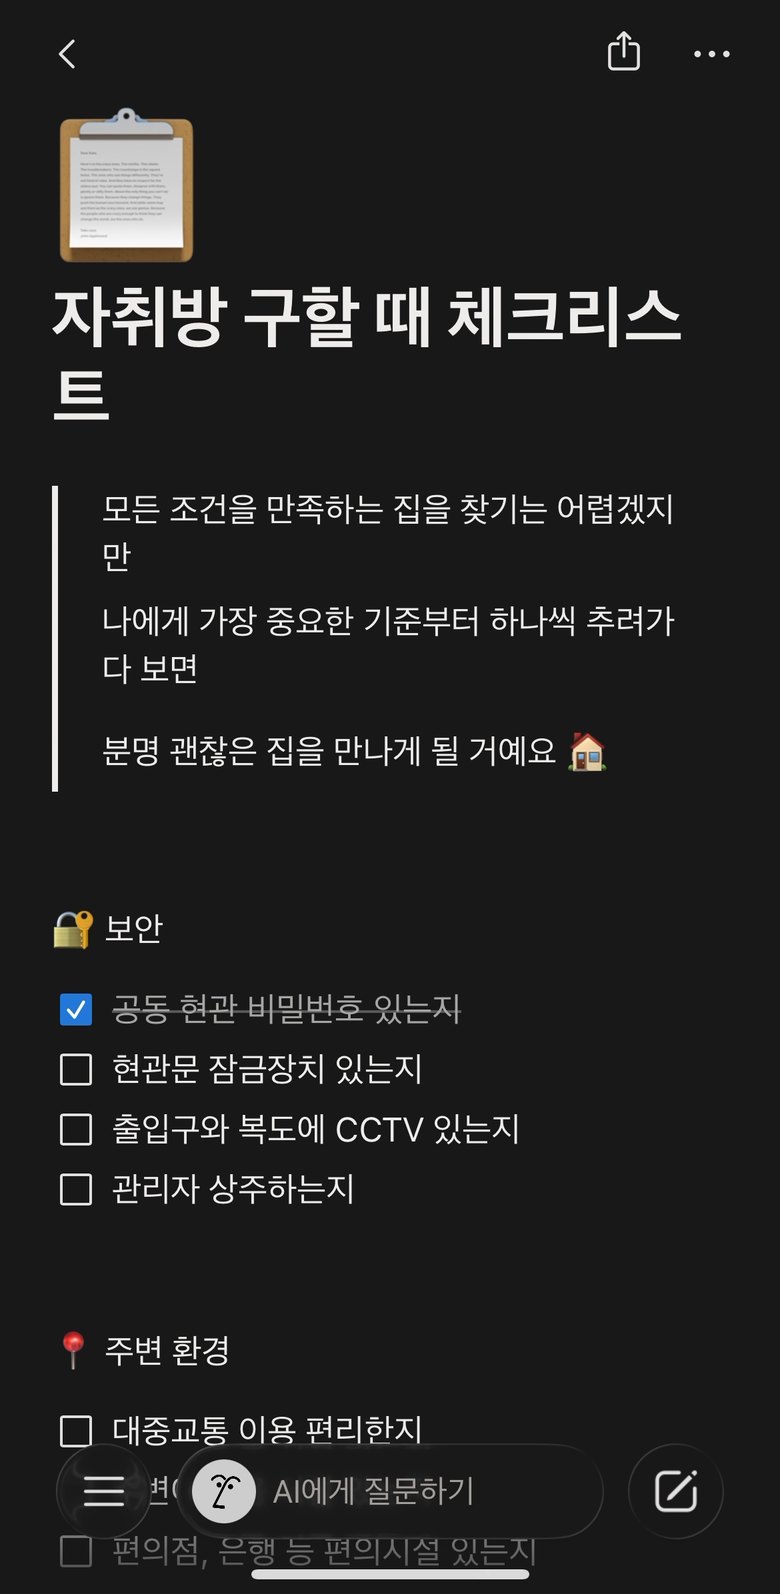 자취방 구할 때 체크리스
트
모든 조건을 만족하는 집을 찾기는 어렵겠지
만
나에게 가장 중요한 기준부터 하나씩 추려가
다 보면
분명 괜찮은 집을 만나게 될 거예요
보안
공동 현관 비밀번호 있는지
현관문 잠금장치 있는지
출입구와 복도에 CCTV 있는지
관리자 상주하는지
주변 환경
대중교통 이용 편리한지
AI에게 질문하기
편의점, 은행 등 편의시설 있는지